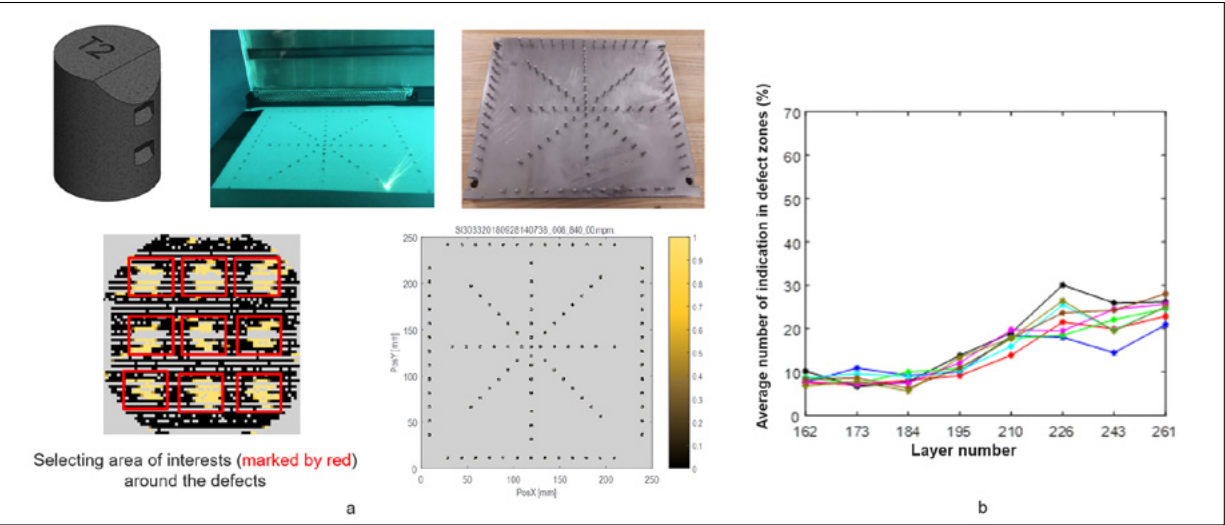 T2
SI303320180928140738_006_840_00.mpm
250
200
150
100
50
0
PosY [mm]
0 50 100 150 200 250
PosX [mm]
1
0.9
0.8
0.7
0.6
0.5
0.4
0.3
0.2
0.1
0
Selecting area of interests (marked by red)
around the defects
a
Average number of indication in defect zones (%)
70
60
50
40
30
20
10
0
162 173 184 195 210 226 243 261
Layer number
b